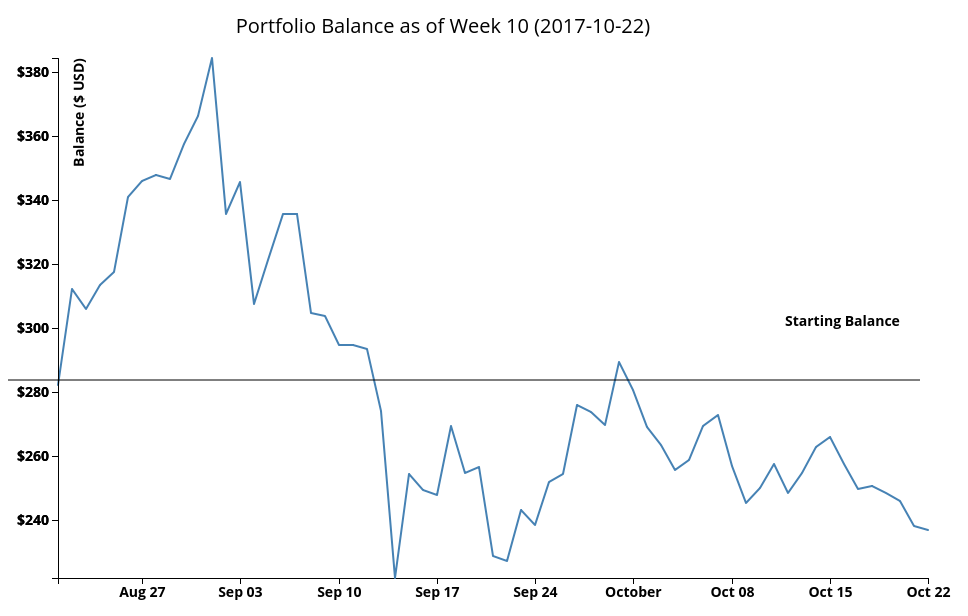 Portfolio Balance as of Week 10 (2017-10-22)
Balance ($ USD)
$380
$360
$340
$320
$300
$280
$260
$240
Starting Balance
Aug 27 Sep 03 Sep 10 Sep 17 Sep 24 October Oct 08 Oct 15 Oct 22